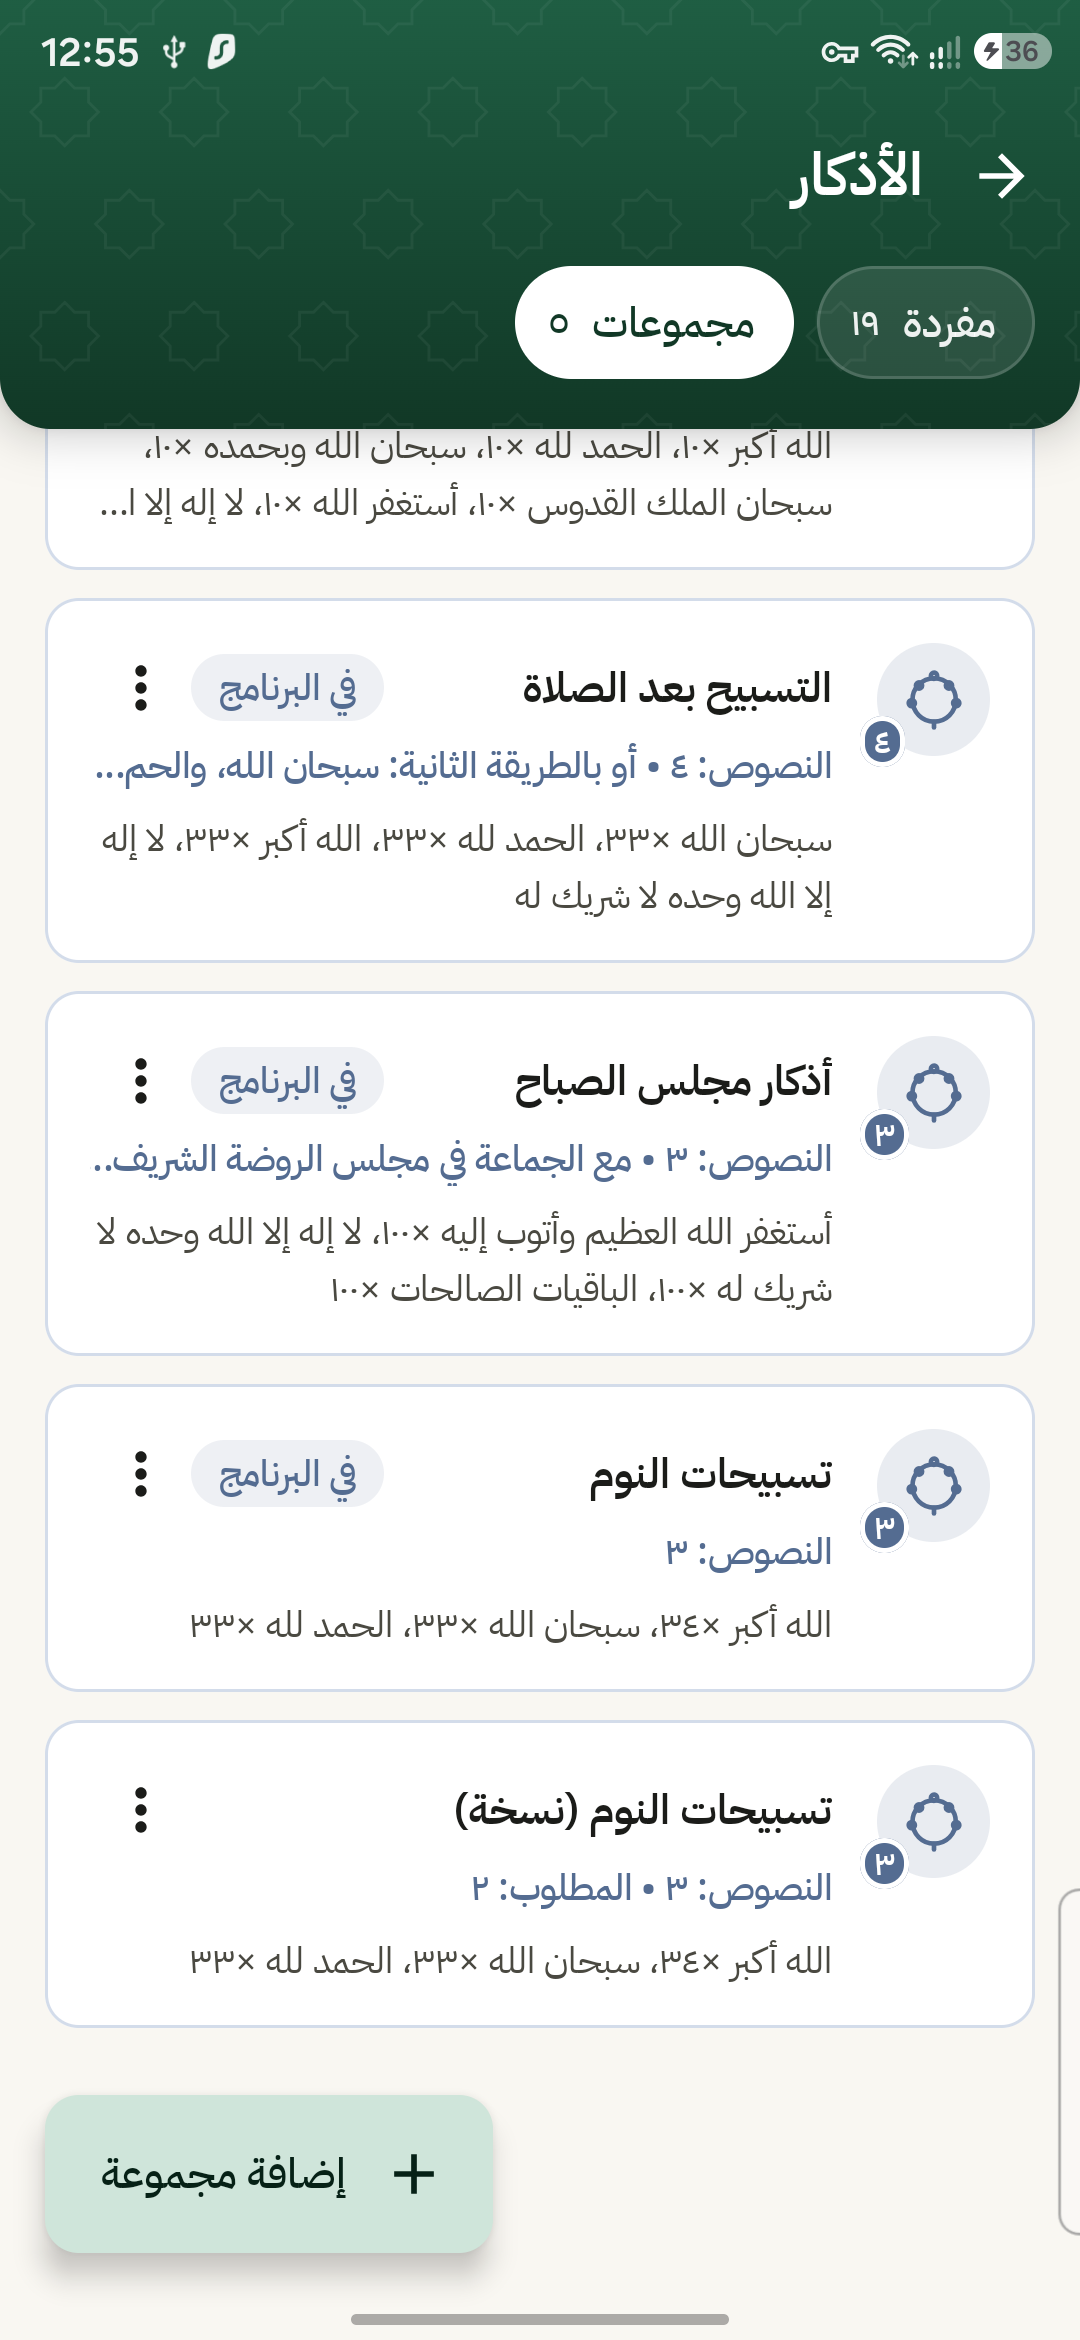 12:55
36
الأذكار
مفردة ١٩
مجموعات ٥
الله أكبر ×١٠، الحمد لله ×١٠، سبحان الله وبحمده ×١٠،
سبحان الملك القدوس ×١٠، أستغفر الله ×١٠، لا إله إلا ا...
التسبيح بعد الصلاة
في البرنامج
٤
النصوص: ٤ • أو بالطريقة الثانية: سبحان الله، والحم...
سبحان الله ×٣٣، الحمد لله ×٣٣، الله أكبر ×٣٣، لا إله
إلا الله وحده لا شريك له
أذكار مجلس الصباح
في البرنامج
٣
النصوص: ٣ • مع الجماعة في مجلس الروضة الشريف..
أستغفر الله العظيم وأتوب إليه ×١٠٠، لا إله إلا الله وحده لا
شريك له ×١٠٠، الباقيات الصالحات ×١٠٠
تسبيحات النوم
في البرنامج
٣
النصوص: ٣
الله أكبر ×٣٤، سبحان الله ×٣٣، الحمد لله ×٣٣
تسبيحات النوم (نسخة)
٣
النصوص: ٣ • المطلوب: ٢
الله أكبر ×٣٤، سبحان الله ×٣٣، الحمد لله ×٣٣
إضافة مجموعة